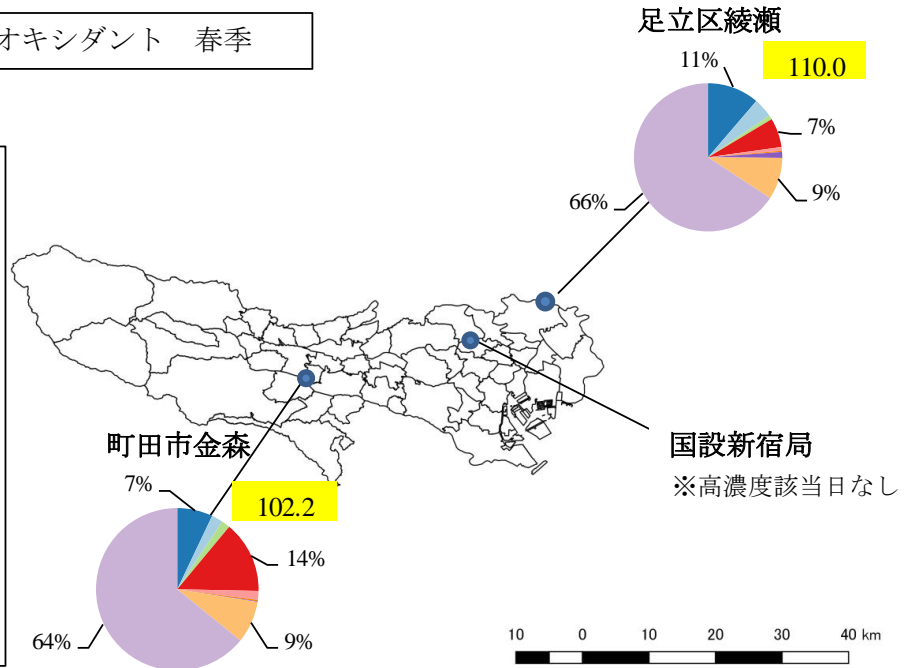 オキシダント　春季
足立区綾瀬
11%
110.0
7%
66%
9%
町田市金森
7%
102.2
14%
64%
9%
国設新宿局
※高濃度該当日なし
10 0 10 20 30 40 km